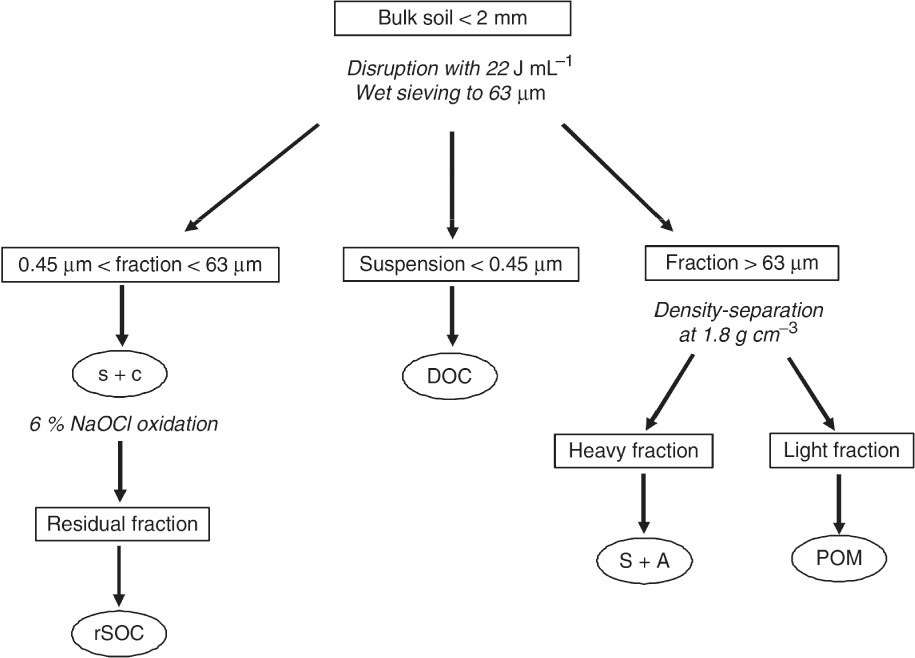 Bulk soil < 2 mm
Disruption with 22 J mL⁻¹
Wet sieving to 63 μm
0.45 μm < fraction < 63 μm
Suspension < 0.45 μm
Fraction > 63 μm
Density-separation
at 1.8 g cm⁻³
s + c
DOC
6 % NaOCl oxidation
Heavy fraction
Light fraction
Residual fraction
S + A
POM
rSOC